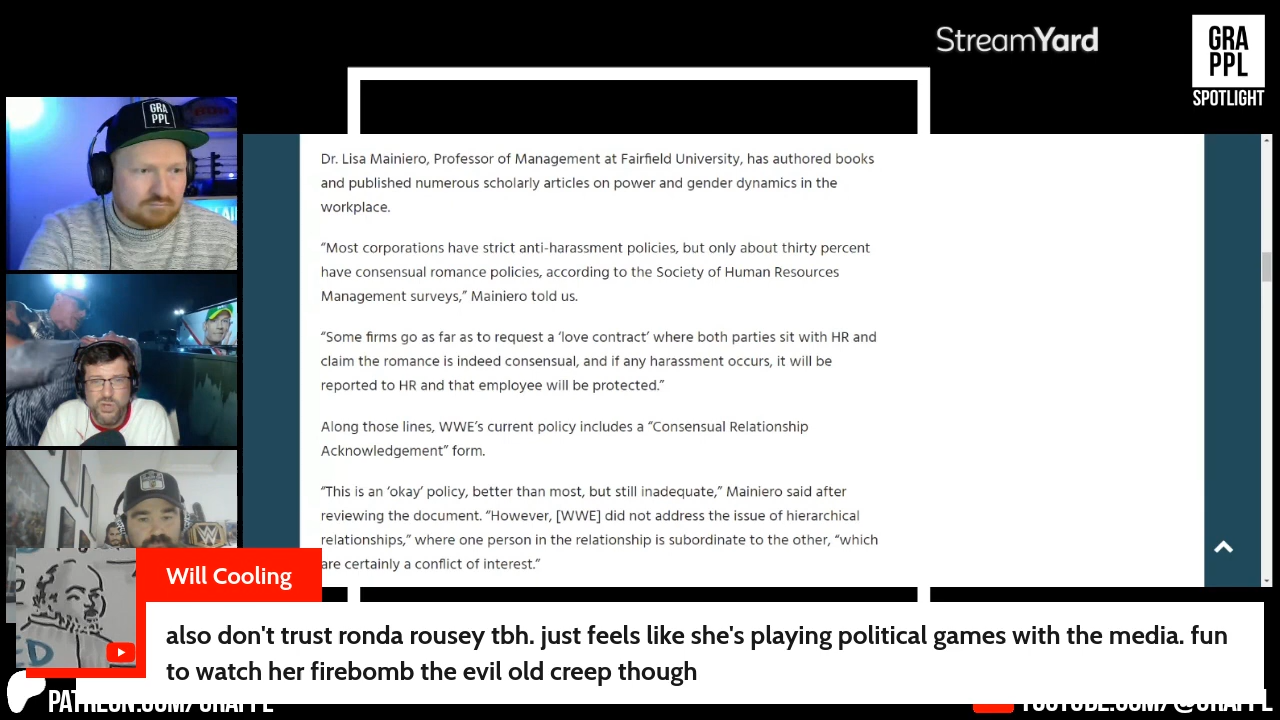 StreamYard
GRA
PPL
SPOTLIGHT
GRA
PPL
Dr. Lisa Mainiero, Professor of Management at Fairfield University, has authored books
and published numerous scholarly articles on power and gender dynamics in the
workplace.
“Most corporations have strict anti-harassment policies, but only about thirty percent
have consensual romance policies, according to the Society of Human Resources
Management surveys,” Mainiero told us.
“Some firms go as far as to request a ‘love contract’ where both parties sit with HR and
claim the romance is indeed consensual, and if any harassment occurs, it will be
reported to HR and that employee will be protected.”
Along those lines, WWE’s current policy includes a “Consensual Relationship
Acknowledgement” form.
“This is an ‘okay’ policy, better than most, but still inadequate,” Mainiero said after
reviewing the document. “However, [WWE] did not address the issue of hierarchical
relationships,” where one person in the relationship is subordinate to the other, “which
are certainly a conflict of interest.”
Will Cooling
also don't trust ronda rousey tbh. just feels like she's playing political games with the media. fun
to watch her firebomb the evil old creep though
PATREON.COM/GRAPPL
YOUTUBE.COM/@GRAPPL